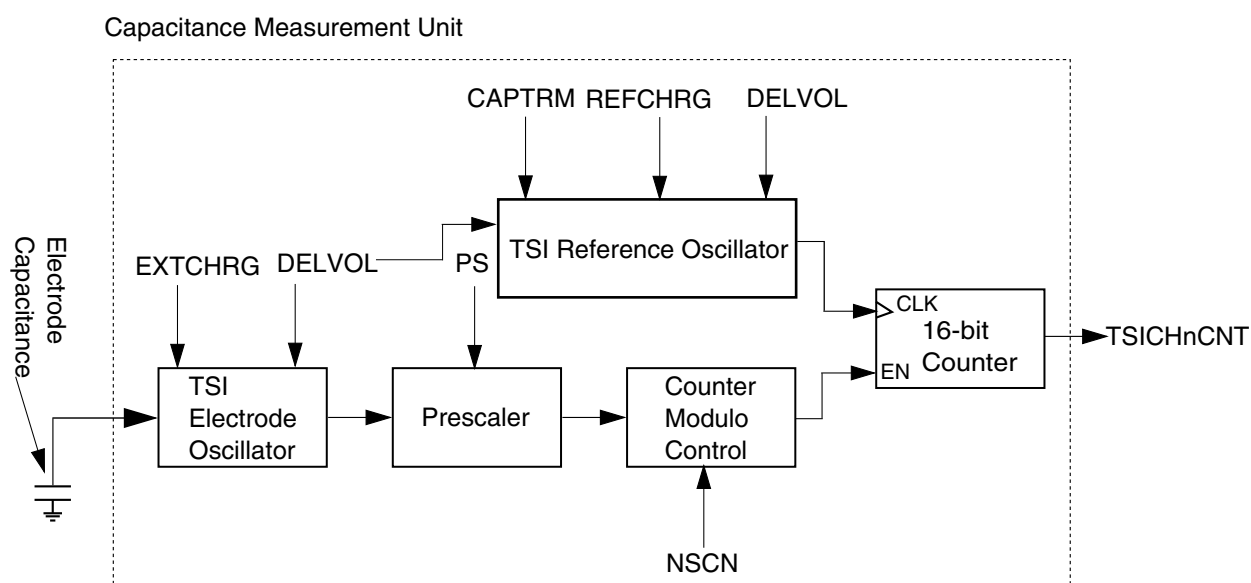 Capacitance Measurement Unit
CAPTRM REFCHRG DELVOL
TSI Reference Oscillator
Electrode
Capacitance
EXTCHRG DELVOL PS
CLK
16-bit
Counter
EN
TSICHnCNT
TSI
Electrode
Oscillator
Prescaler
Counter
Modulo
Control
NSCN